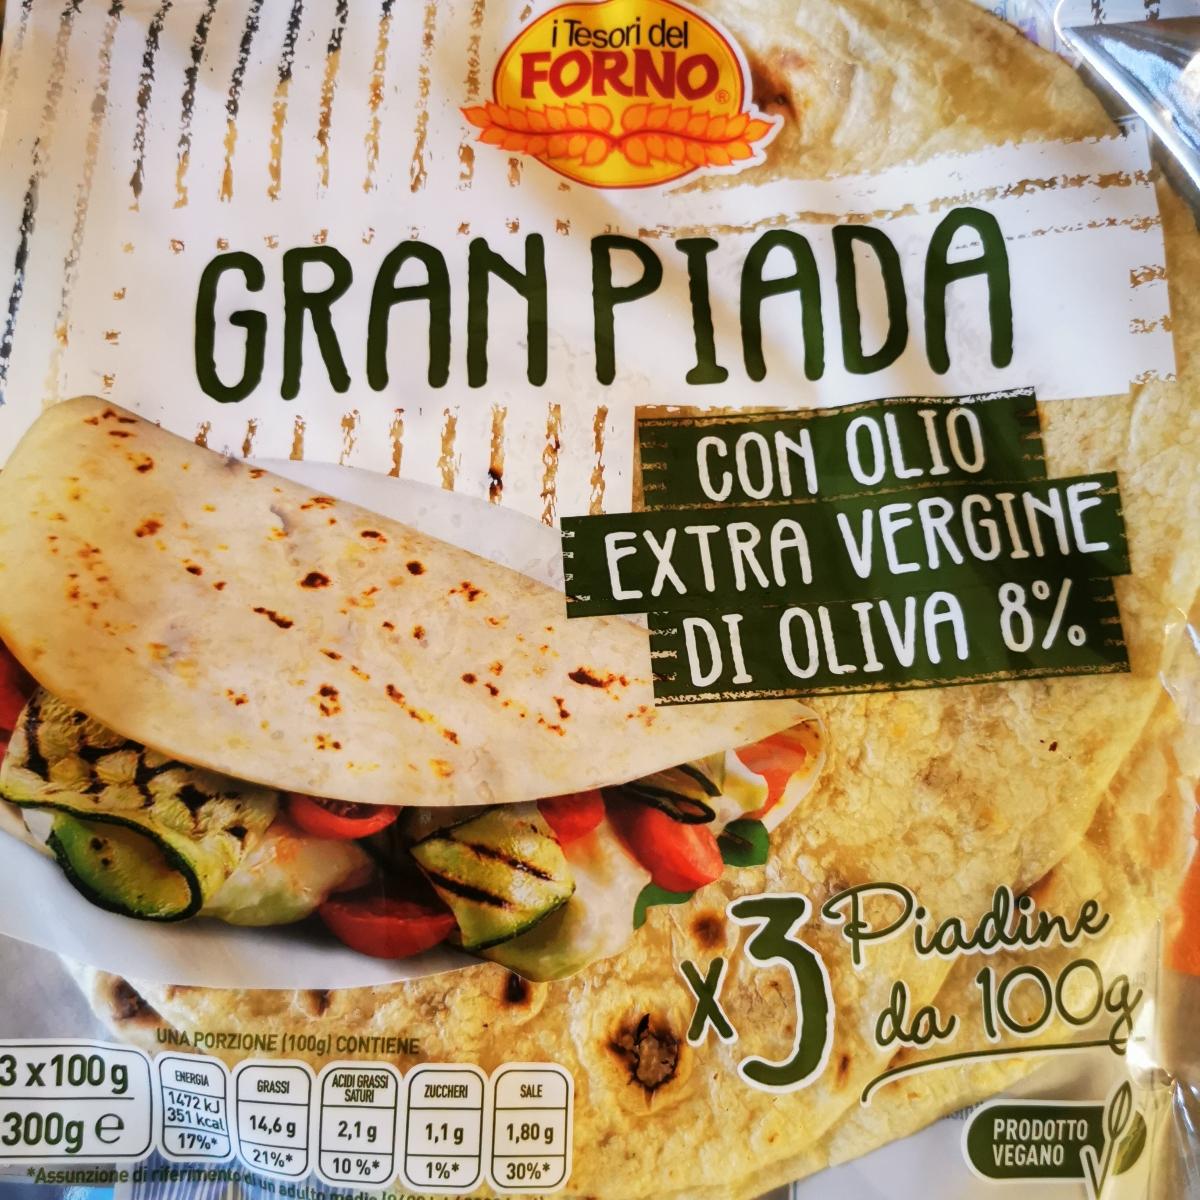 i Tesori del
FORNO®
GRAN PIADA
CON OLIO
EXTRA VERGINE
DI OLIVA 8%
x3 Piadine
da 100g
UNA PORZIONE (100g) CONTIENE
3 x 100 g
300g e
ENERGIA
1472 kJ
351 kcal
17%*
GRASSI
14,6 g
21%*
ACIDI GRASSI
SATURI
2,1 g
10 %*
ZUCCHERI
1,1 g
1%*
SALE
1,80 g
30%*
*Assunzione di riferimento di un adulto medio
PRODOTTO
VEGANO